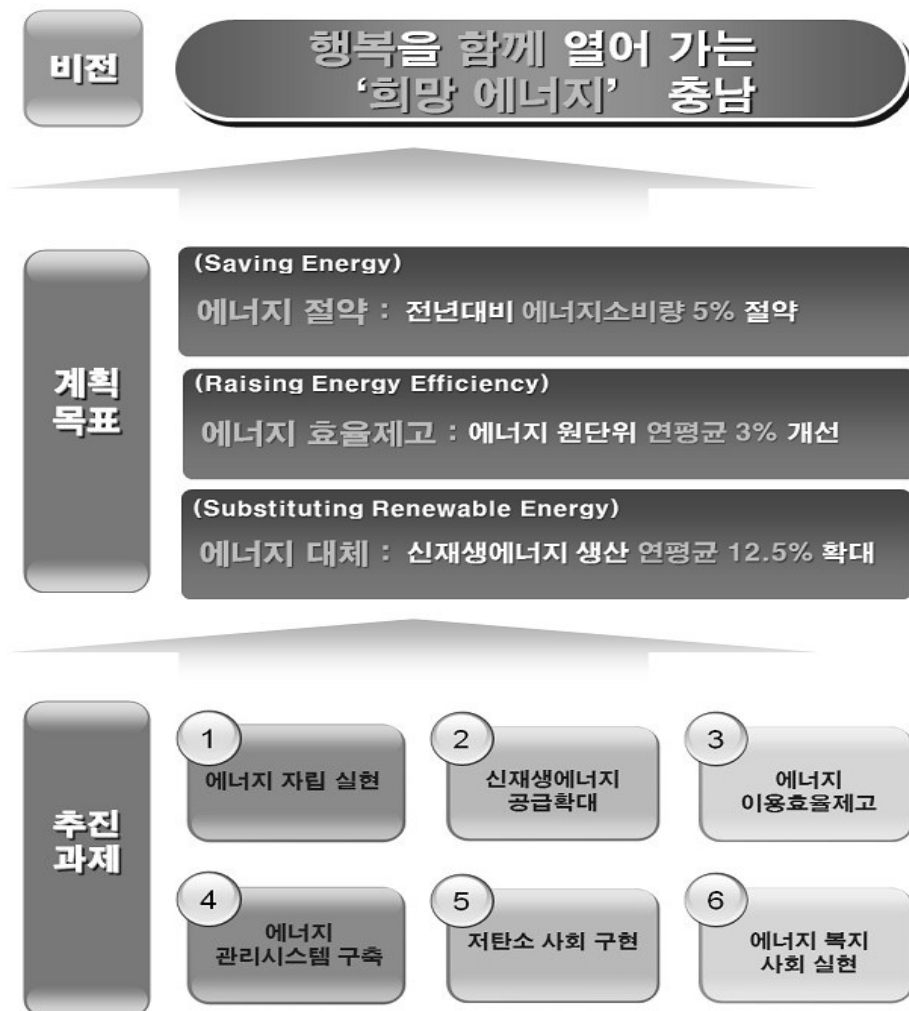 비전
행복을 함께 열어 가는
‘희망 에너지’ 충남
계획
목표
(Saving Energy)
에너지 절약 : 전년대비 에너지소비량 5% 절약
(Raising Energy Efficiency)
에너지 효율제고 : 에너지 원단위 연평균 3% 개선
(Substituting Renewable Energy)
에너지 대체 : 신재생에너지 생산 연평균 12.5% 확대
추진
과제
1
에너지 자립 실현
2
신재생에너지
공급확대
3
에너지
이용효율제고
4
에너지
관리시스템 구축
5
저탄소 사회 구현
6
에너지 복지
사회 실현